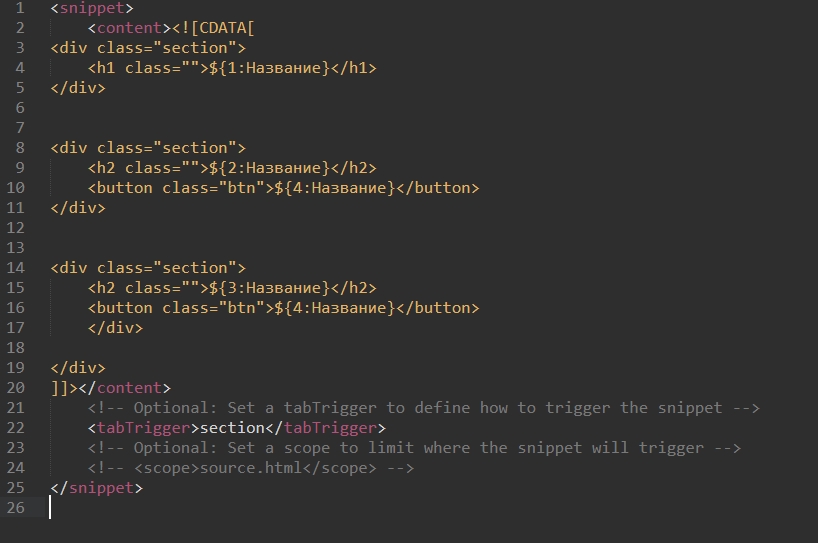 1 <snippet>
2     <content><![CDATA[
3 <div class="section">
4     <h1 class="">${1:Название}</h1>
5 </div>
6
7
8 <div class="section">
9     <h2 class="">${2:Название}</h2>
10     <button class="btn">${4:Название}</button>
11 </div>
12
13
14 <div class="section">
15     <h2 class="">${3:Название}</h2>
16     <button class="btn">${4:Название}</button>
17     </div>
18
19 </div>
20 ]]></content>
21     <!-- Optional: Set a tabTrigger to define how to trigger the snippet -->
22     <tabTrigger>section</tabTrigger>
23     <!-- Optional: Set a scope to limit where the snippet will trigger -->
24     <!-- <scope>source.html</scope> -->
25 </snippet>
26